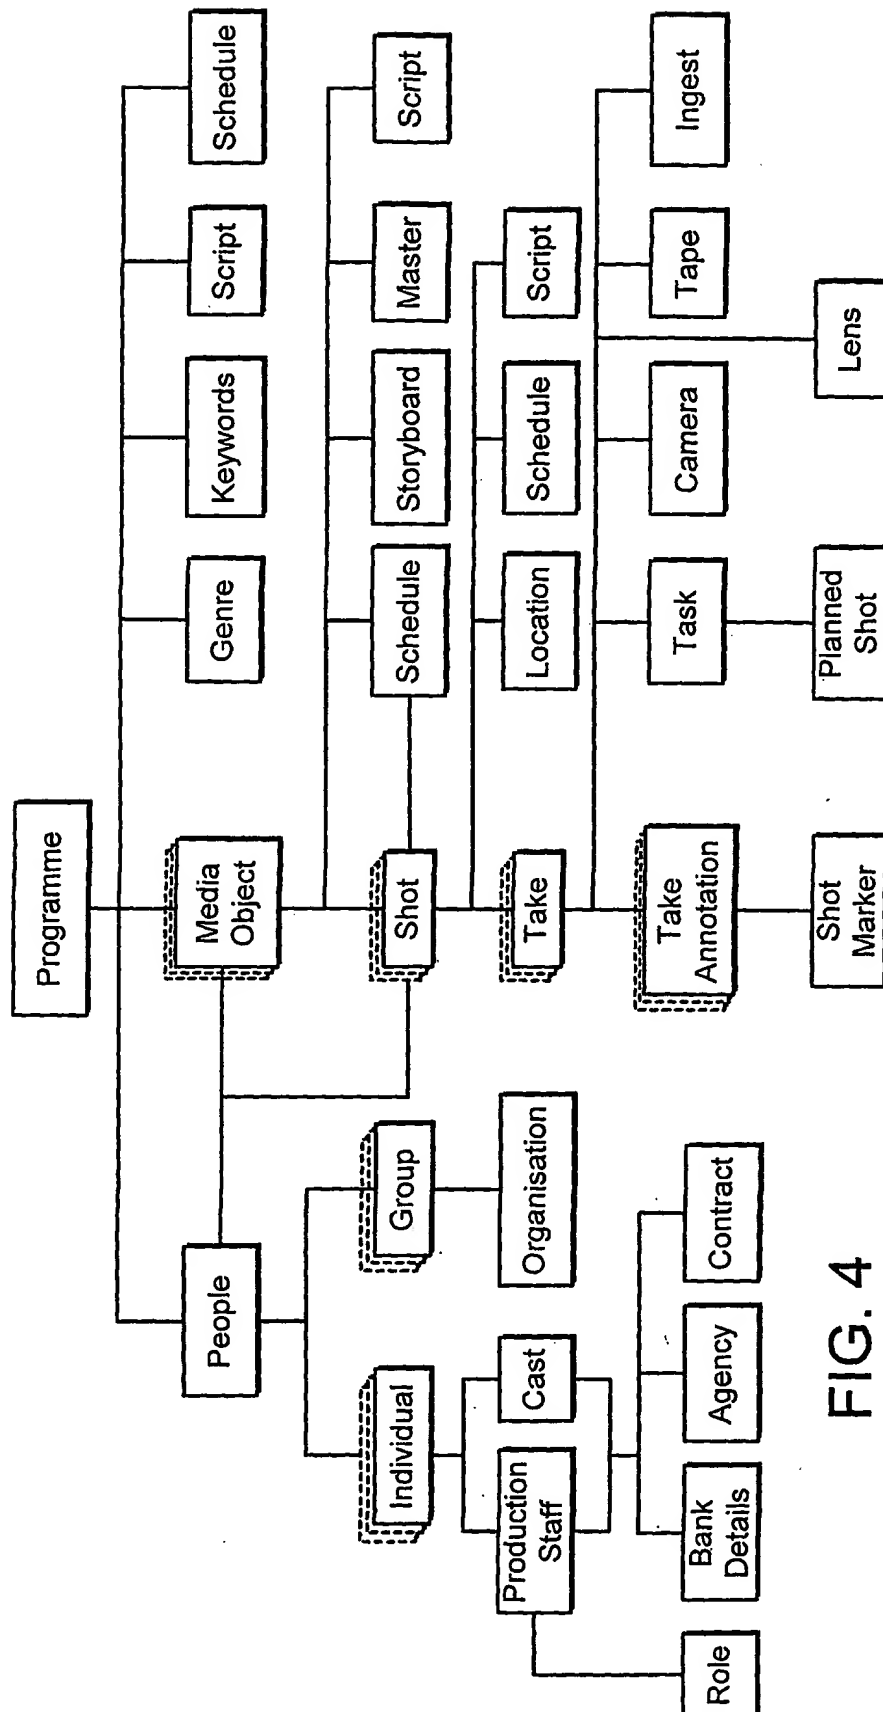 Programme
People
Media
Object
Genre
Keywords
Script
Schedule
Individual
Group
Shot
Schedule
Storyboard
Master
Script
Production
Staff
Cast
Organisation
Take
Location
Schedule
Script
Role
Bank
Details
Agency
Contract
Take
Annotation
Task
Camera
Tape
Ingest
Shot
Marker
Planned
Shot
Lens
FIG. 4